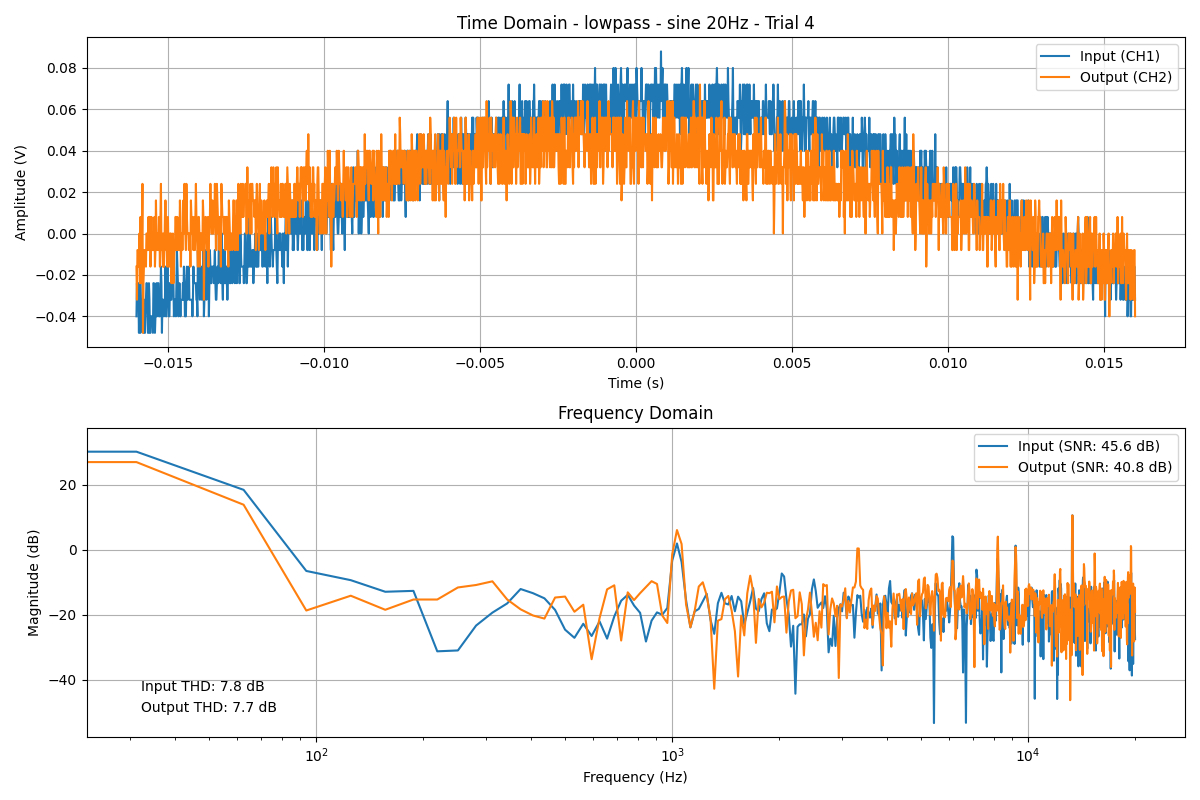 Time Domain - lowpass - sine 20Hz - Trial 4
Input (CH1)
Output (CH2)
Amplitude (V)
0.08
0.06
0.04
0.02
0.00
−0.02
−0.04
−0.015
−0.010
−0.005
0.000
0.005
0.010
0.015
Time (s)
Frequency Domain
Input (SNR: 45.6 dB)
Output (SNR: 40.8 dB)
Magnitude (dB)
20
0
−20
−40
Input THD: 7.8 dB
Output THD: 7.7 dB
10²
10³
10⁴
Frequency (Hz)